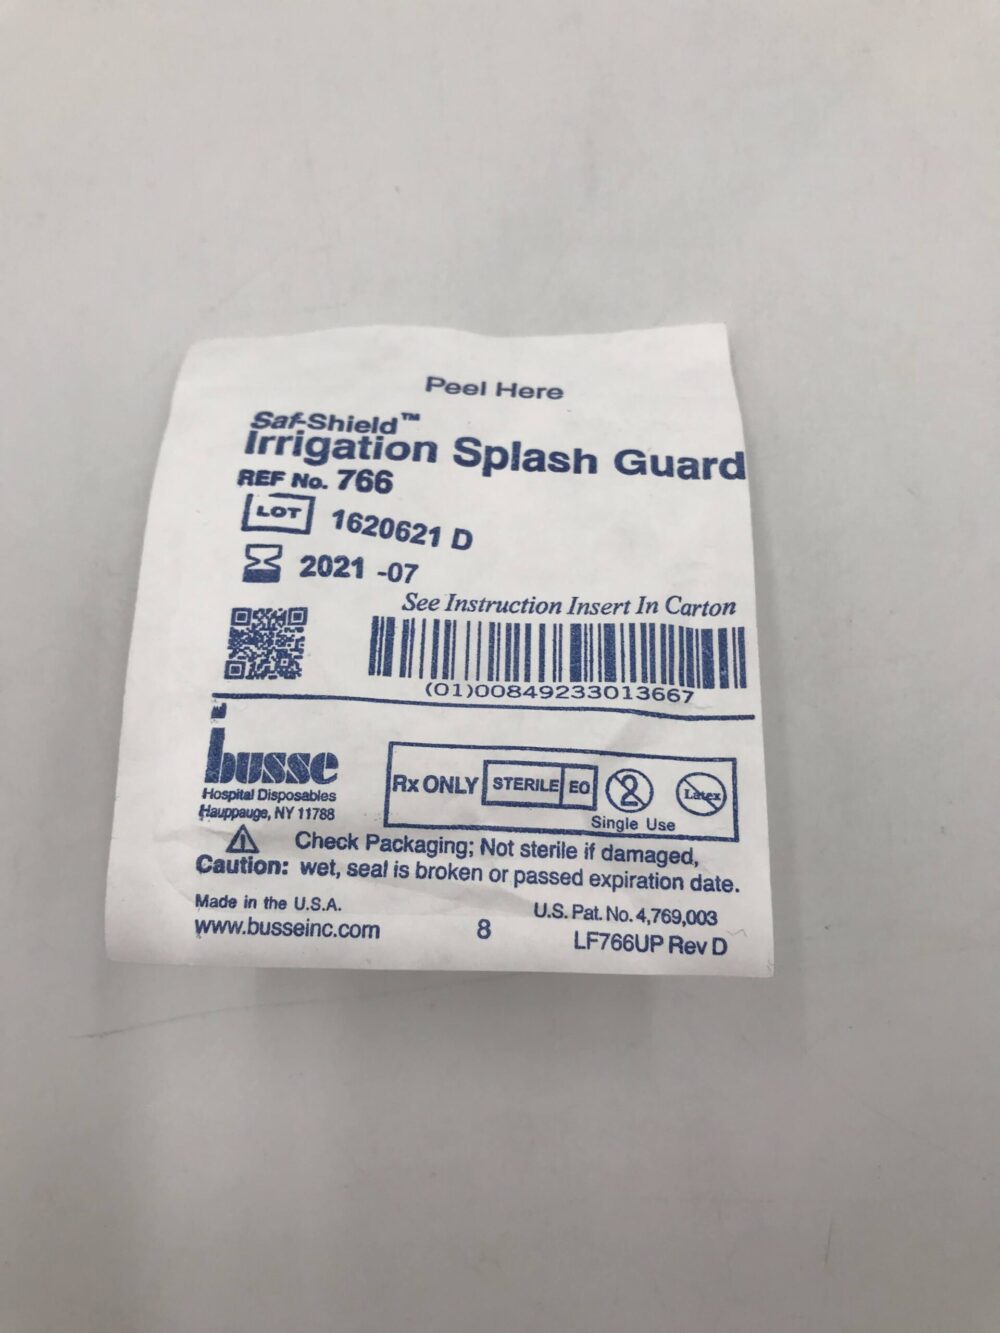 Peel Here
Saf-Shield™
Irrigation Splash Guard
REF No. 766
LOT 1620621 D
2021 -07
See Instruction Insert In Carton
(01)00849233013667
busse
Hospital Disposables
Hauppauge, NY 11788
Rx ONLY STERILE EO 2 Latex
Single Use
Check Packaging; Not sterile if damaged,
Caution: wet, seal is broken or passed expiration date.
Made in the U.S.A.
U.S. Pat. No. 4,769,003
www.busseinc.com 8 LF766UP Rev D